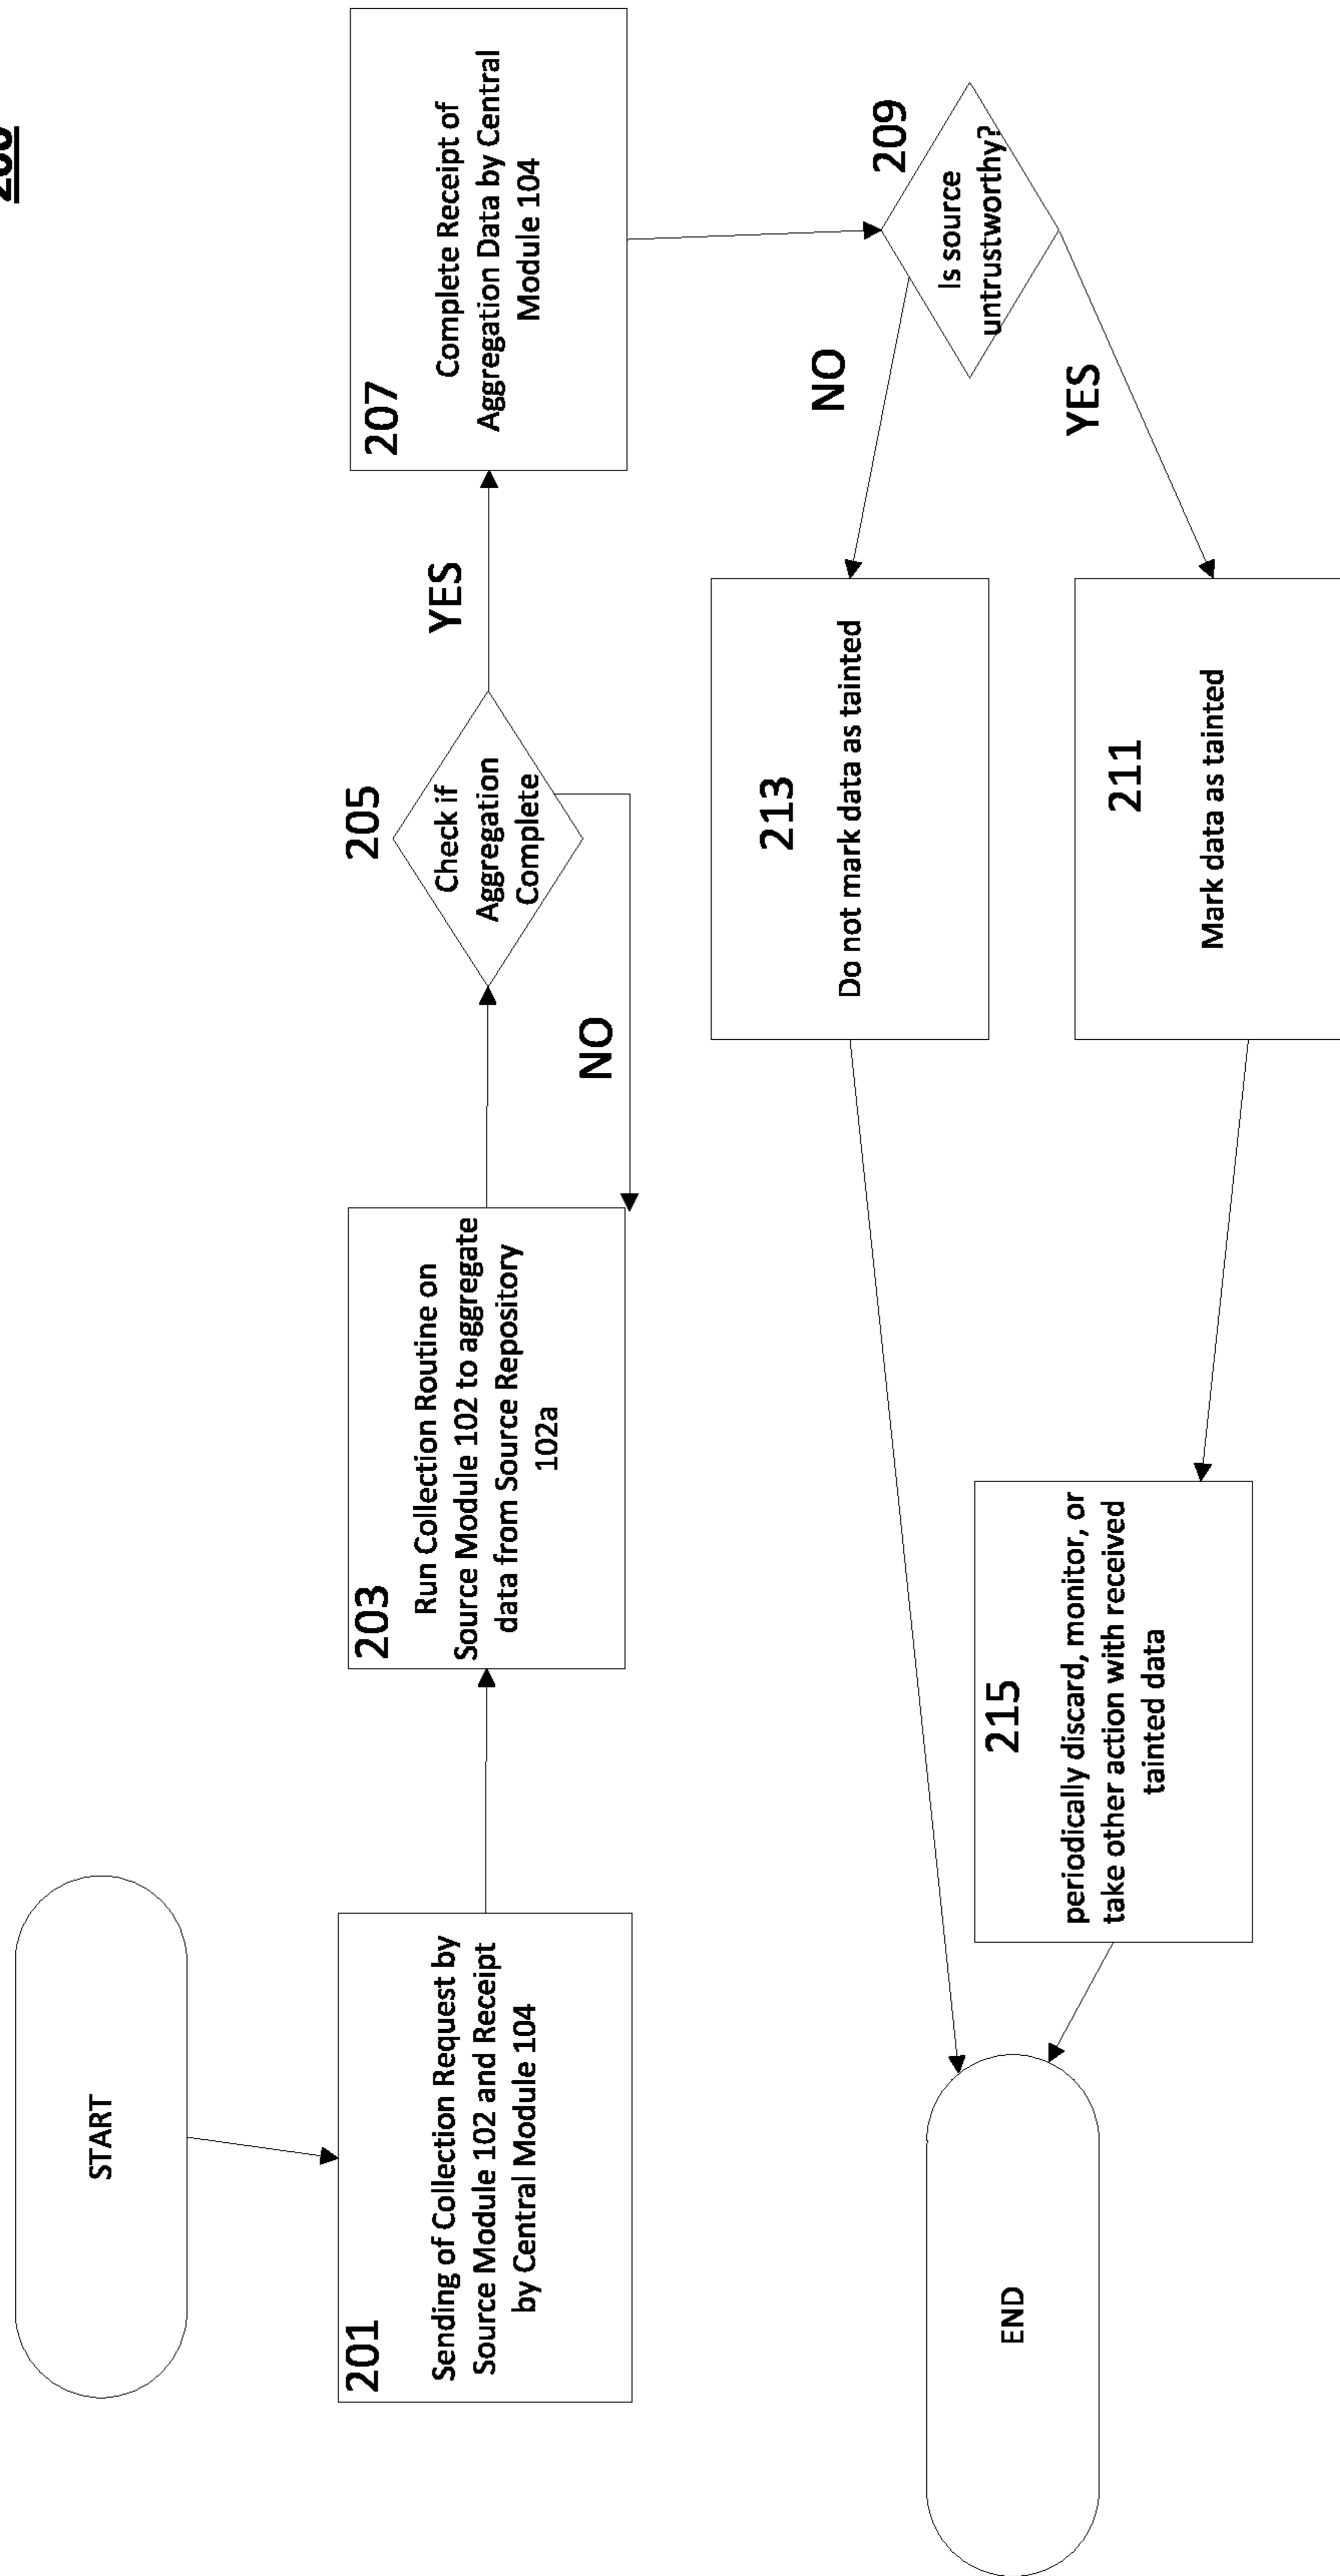 START
201
Sending of Collection Request by
Source Module 102 and Receipt
by Central Module 104
203
Run Collection Routine on
Source Module 102 to aggregate
data from Source Repository
102a
205
Check if
Aggregation
Complete
YES
NO
207
Complete Receipt of
Aggregation Data by Central
Module 104
209
Is source
untrustworthy?
NO
YES
213
Do not mark data as tainted
211
Mark data as tainted
215
periodically discard, monitor, or
take other action with received
tainted data
END